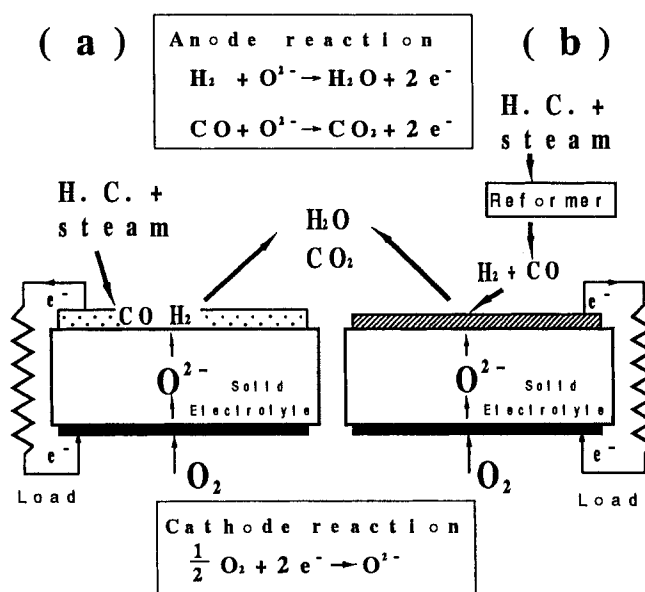 ( a )
Anode reaction
H₂ + O²⁻ → H₂O + 2 e⁻
CO + O²⁻ → CO₂ + 2 e⁻
( b )
H. C. +
steam
Reformer
H₂ + CO
H. C. +
steam
H₂O
CO₂
e⁻
CO H₂
O²⁻
Solid
Electrolyte
e⁻
Load
O₂
e⁻
O²⁻
Solid
Electrolyte
e⁻
Load
O₂
Cathode reaction
1/2 O₂ + 2 e⁻ → O²⁻